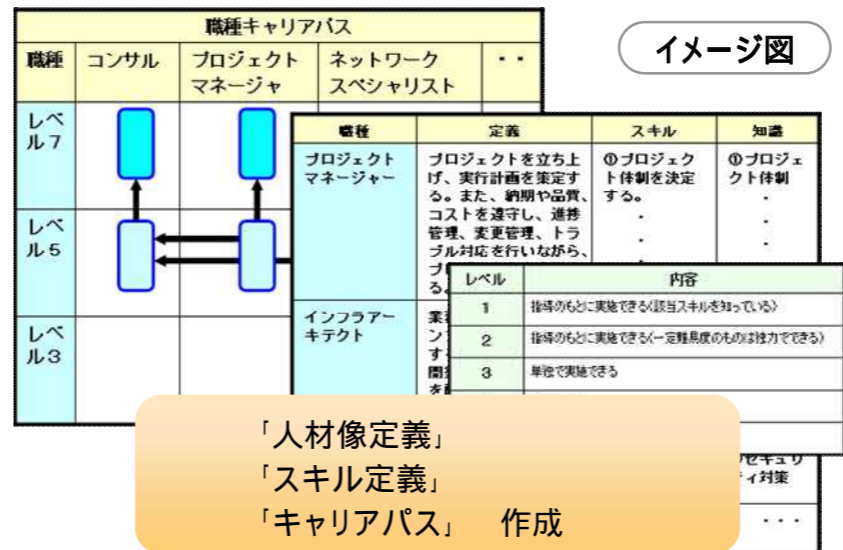 職種キャリアパス
職種
コンサル
プロジェクト
マネージャ
ネットワーク
スペシャリスト
・・
イメージ図
レベ
ル7
レベ
ル5
レベ
ル3
職種
定義
スキル
知識
プロジェクト
マネージャー
プロジェクトを立ち上
げ、実行計画を策定す
る。また、納期や品質、
コストを遵守し、進捗
管理、変更管理、トラ
ブル対応を行いながら、
①プロジェク
ト体制を決定
する。
・
・
・
①プロジェ
クト体制
・
・
・
インフラアー
キテクト
レベル
内容
1
指導のもとに実施できる(該当スキルを知っている)
2
指導のもとに実施できる(一定難易度のものは独力でできる)
3
単独で実施できる
セキュリ
ティ対策
・・・
「人材像定義」
「スキル定義」
「キャリアパス」 作成